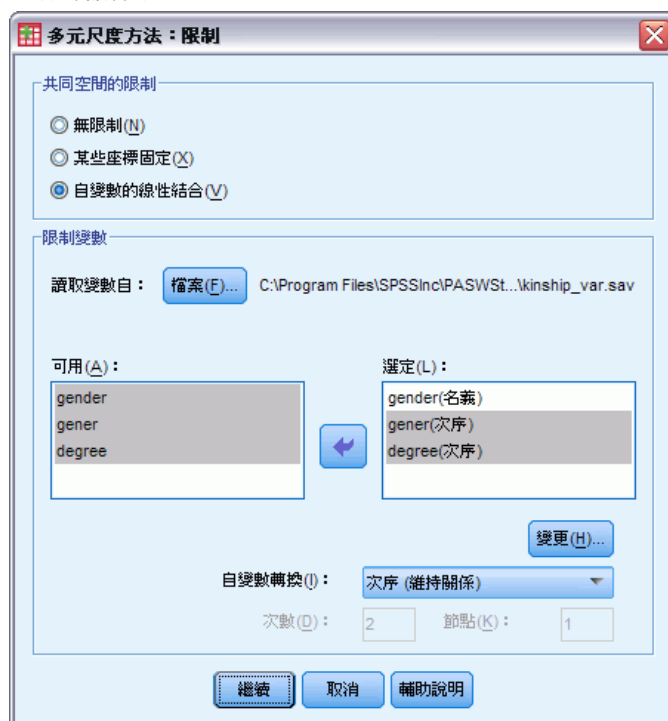 多元尺度方法：限制
共同空間的限制
無限制(N)
某些座標固定(X)
自變數的線性結合(V)
限制變數
讀取變數自： 檔案(F)... C:\Program Files\SPSSInc\PASWSt...\kinship_var.sav
可用(A)： 選定(L)：
gender gender(名義)
gener gener(次序)
degree degree(次序)
變更(H)...
自變數轉換(I)： 次序 (維持關係)
次數(D)： 2 節點(K)： 1
繼續 取消 輔助說明